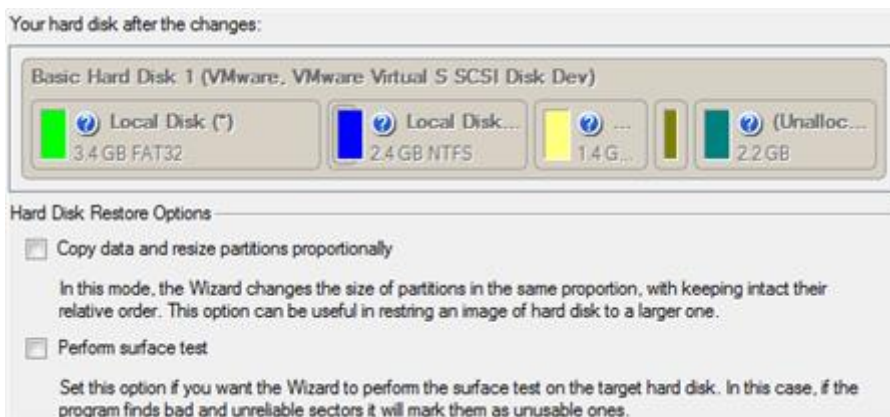 Your hard disk after the changes:
Basic Hard Disk 1 (VMware, VMware Virtual S SCSI Disk Dev)
Local Disk (*)
Local Disk...
...
(Unalloc...
3.4 GB FAT32
2.4 GB NTFS
1.4 G...
2.2 GB
Hard Disk Restore Options
Copy data and resize partitions proportionally
In this mode, the Wizard changes the size of partitions in the same proportion, with keeping intact their
relative order. This option can be useful in restring an image of hard disk to a larger one.
Perform surface test
Set this option if you want the Wizard to perform the surface test on the target hard disk. In this case, if the
program finds bad and unreliable sectors it will mark them as unusable ones.